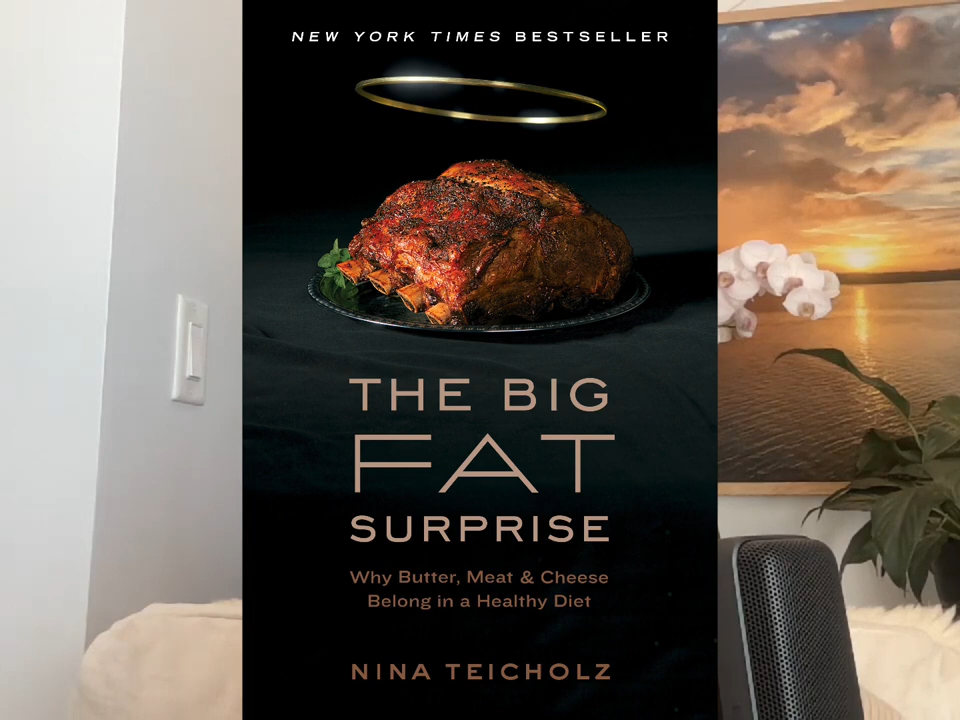 NEW YORK TIMES BESTSELLER
THE BIG
FAT
SURPRISE
Why Butter, Meat & Cheese
Belong in a Healthy Diet
NINA TEICHOLZ